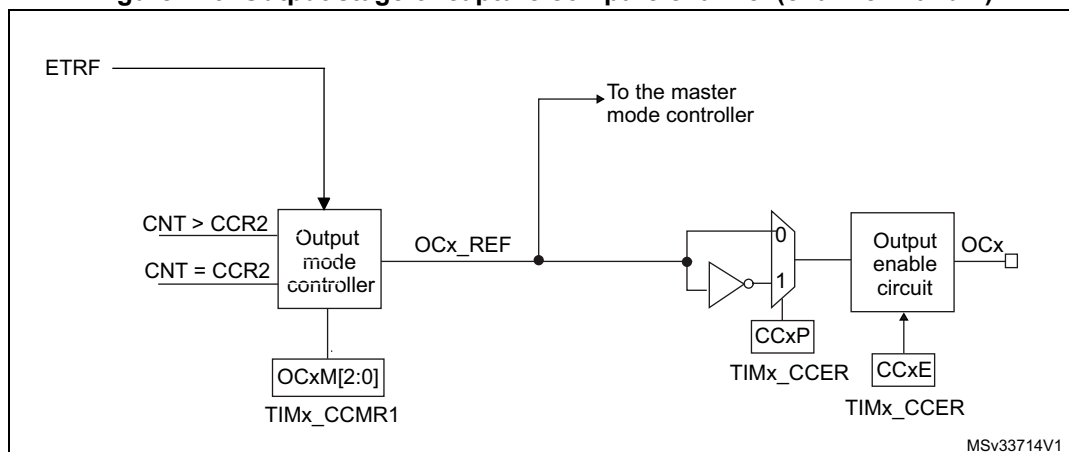 ETRF
To the master
mode controller
CNT > CCR2
CNT = CCR2
Output
mode
controller
OCx_REF
0
1
Output
enable
circuit
OCx
CCxP
TIMx_CCER
CCxE
TIMx_CCER
OCxM[2:0]
TIMx_CCMR1
MSv33714V1